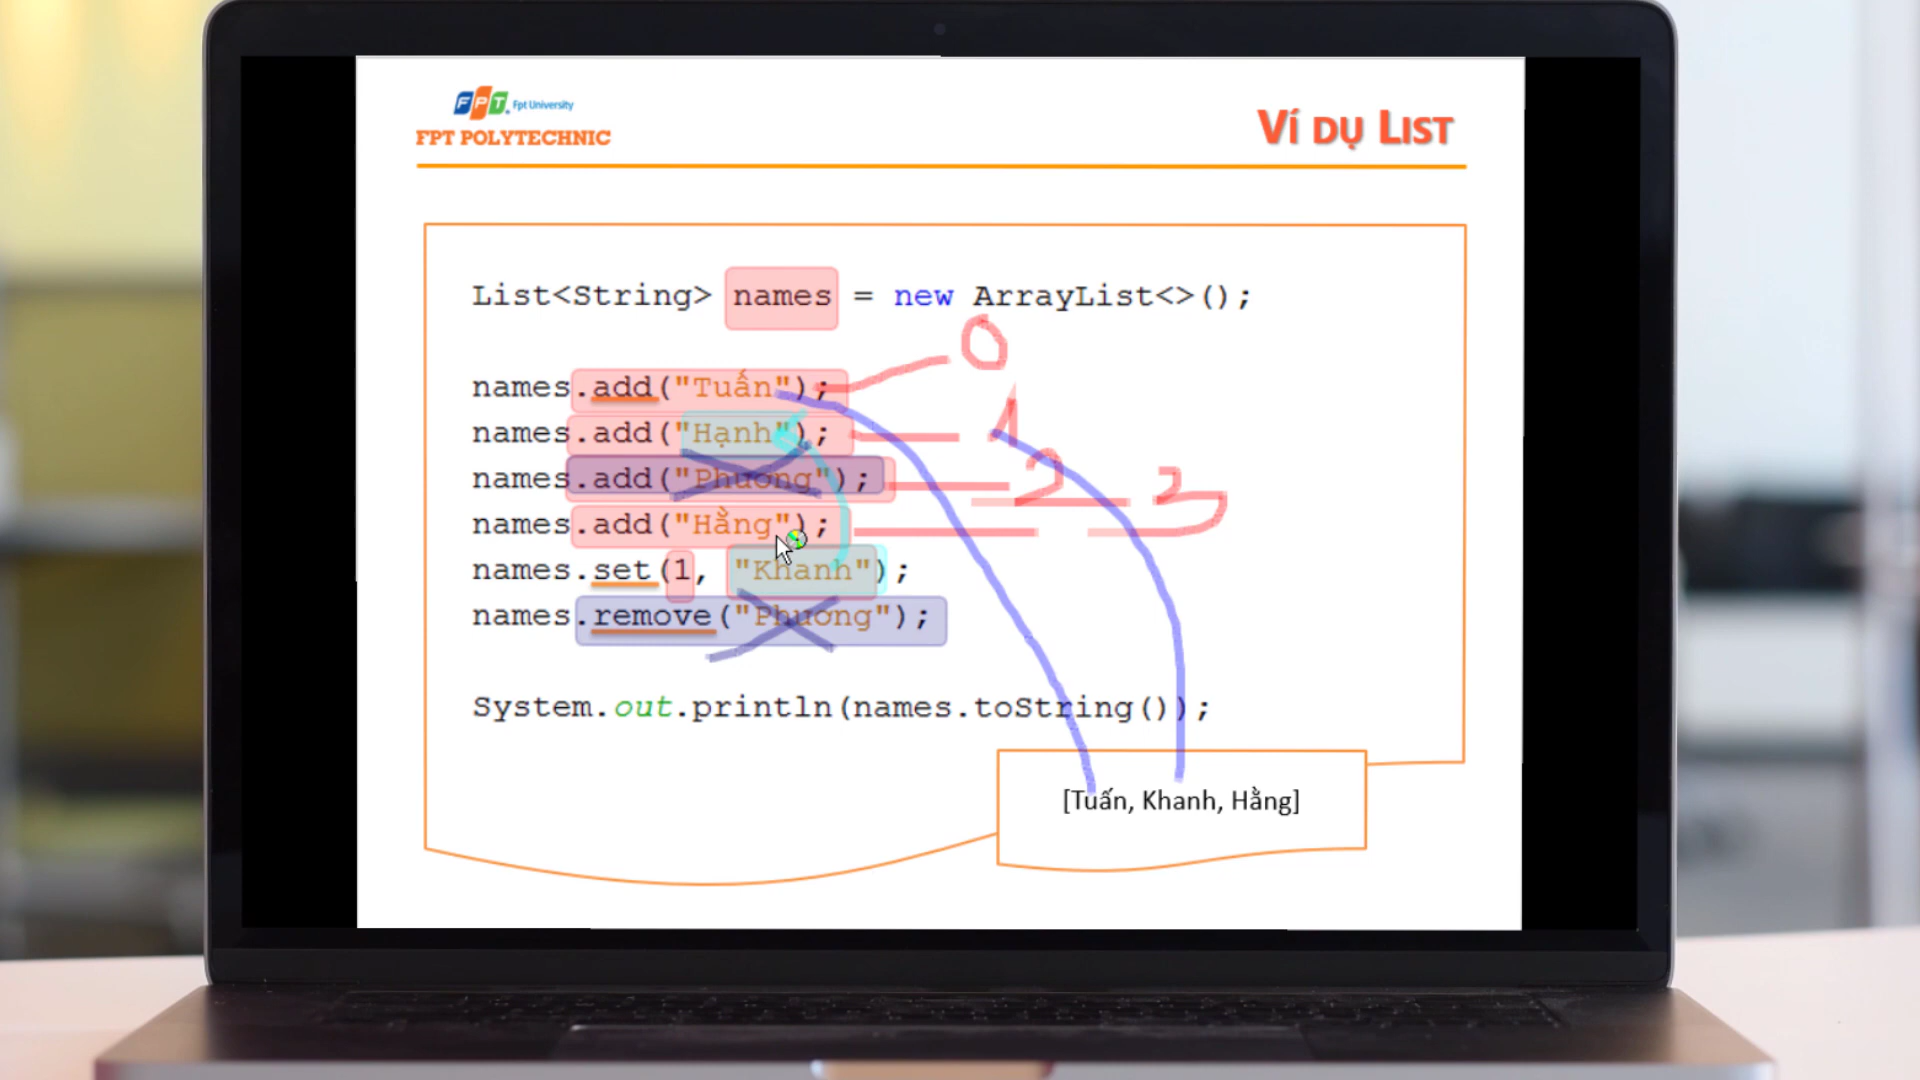 FPT. Fpt University
FPT POLYTECHNIC
VÍ DỤ LIST
List<String> names = new ArrayList<>();
names.add("Tuấn");
names.add("Hạnh");
names.add("Phương");
names.add("Hằng");
names.set(1, "Khanh");
names.remove("Phương");
System.out.println(names.toString());
[Tuấn, Khanh, Hằng]
0
1
2
3